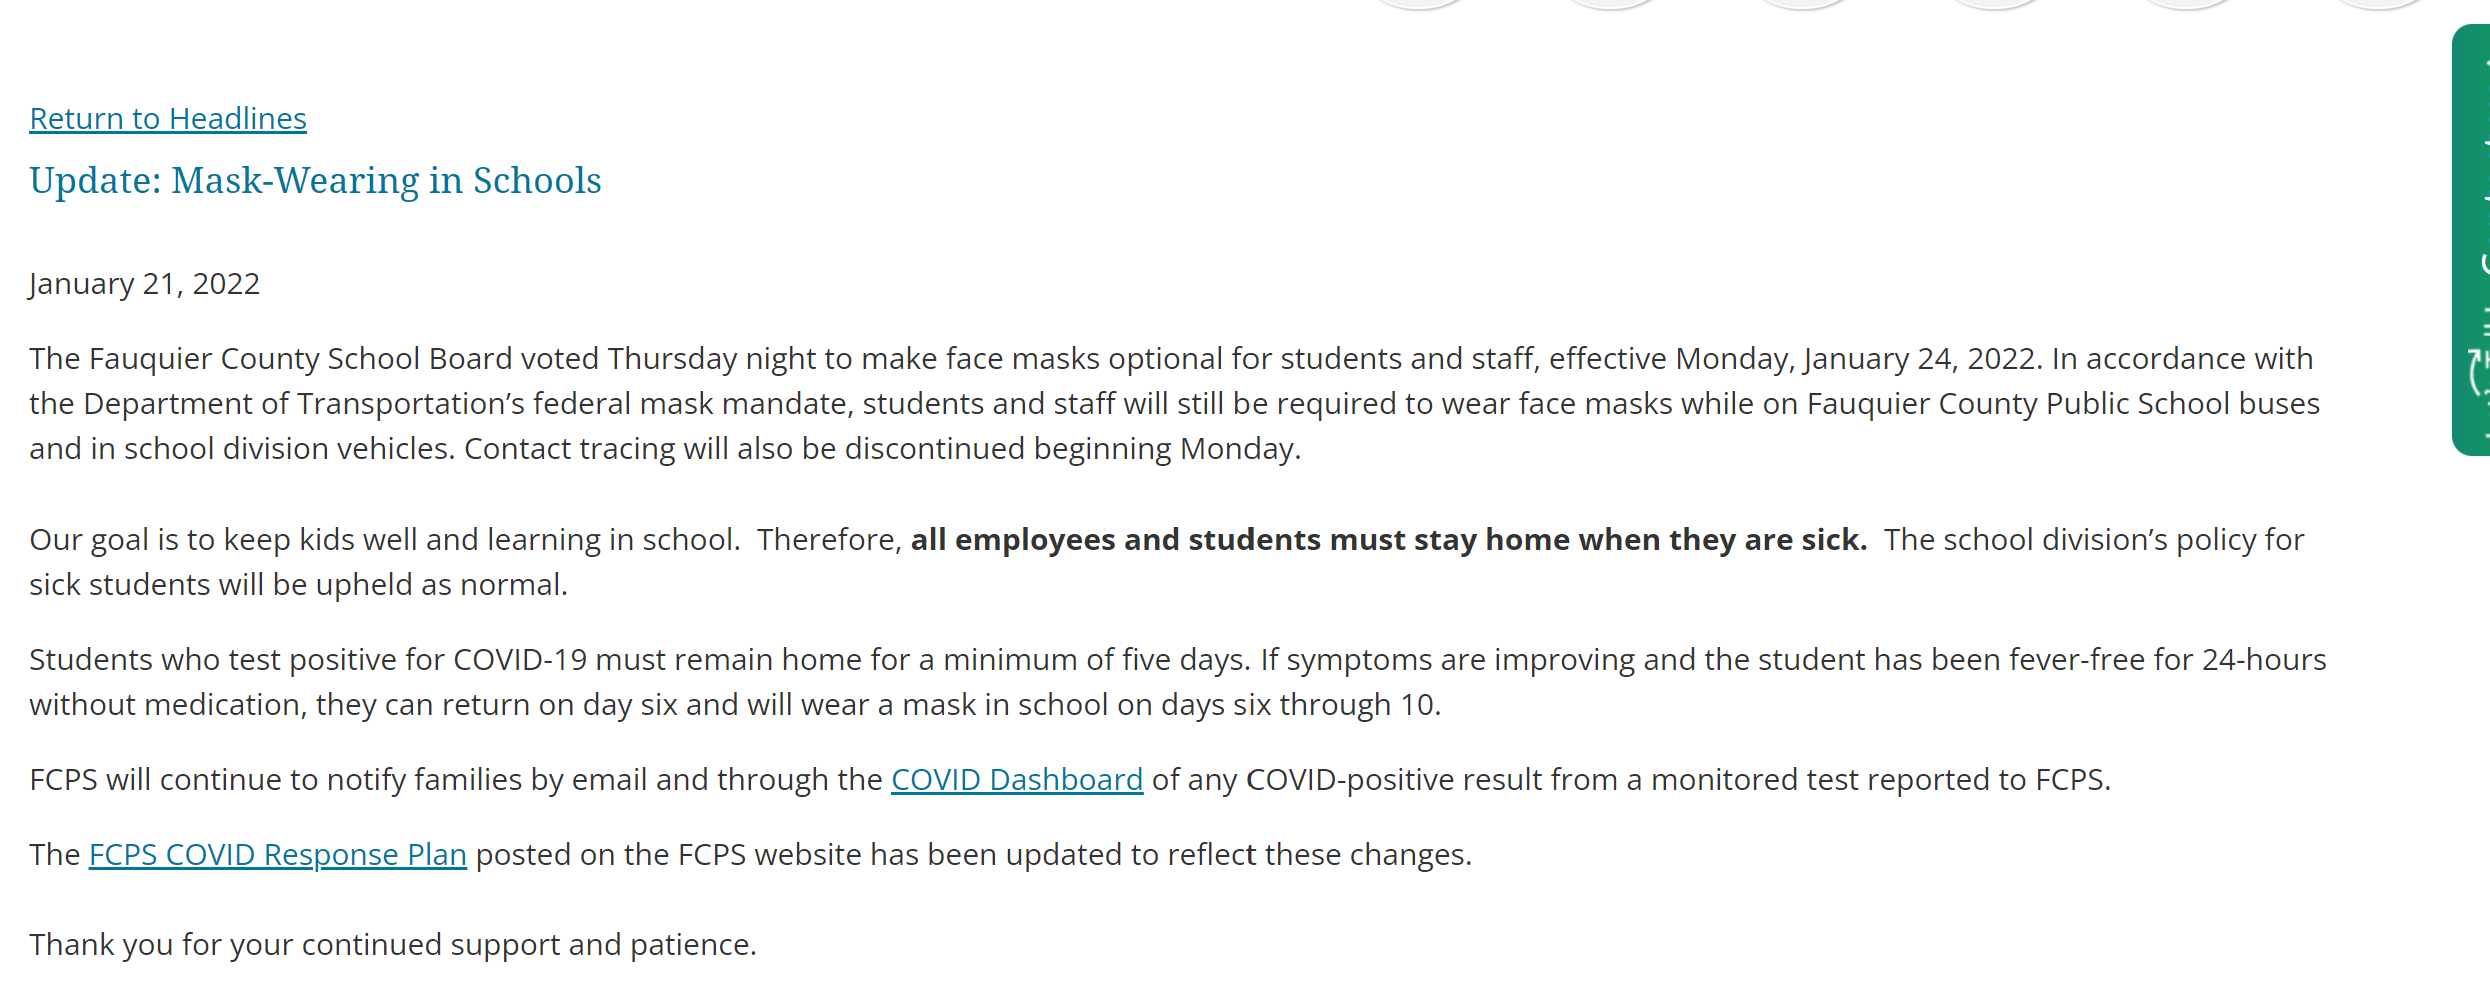 Return to Headlines
Update: Mask-Wearing in Schools
January 21, 2022
The Fauquier County School Board voted Thursday night to make face masks optional for students and staff, effective Monday, January 24, 2022. In accordance with
the Department of Transportation’s federal mask mandate, students and staff will still be required to wear face masks while on Fauquier County Public School buses
and in school division vehicles. Contact tracing will also be discontinued beginning Monday.
Our goal is to keep kids well and learning in school.  Therefore, all employees and students must stay home when they are sick.  The school division’s policy for
sick students will be upheld as normal.
Students who test positive for COVID-19 must remain home for a minimum of five days. If symptoms are improving and the student has been fever-free for 24-hours
without medication, they can return on day six and will wear a mask in school on days six through 10.
FCPS will continue to notify families by email and through the COVID Dashboard of any COVID-positive result from a monitored test reported to FCPS.
The FCPS COVID Response Plan posted on the FCPS website has been updated to reflect these changes.
Thank you for your continued support and patience.